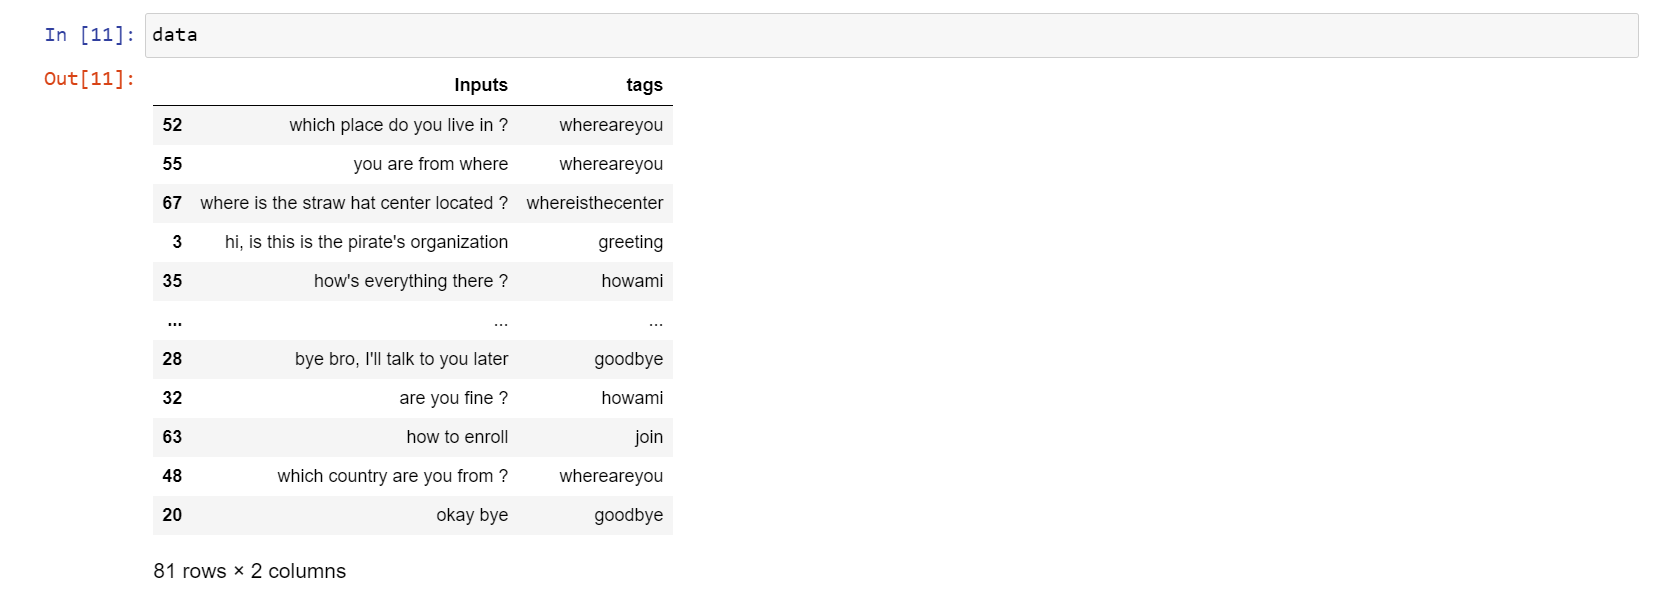 In [11]: data
Out[11]:
Inputs tags
52 which place do you live in ? whereareyou
55 you are from where whereareyou
67 where is the straw hat center located ? whereisthecenter
3 hi, is this is the pirate's organization greeting
35 how's everything there ? howami
... ... ...
28 bye bro, I'll talk to you later goodbye
32 are you fine ? howami
63 how to enroll join
48 which country are you from ? whereareyou
20 okay bye goodbye
81 rows × 2 columns